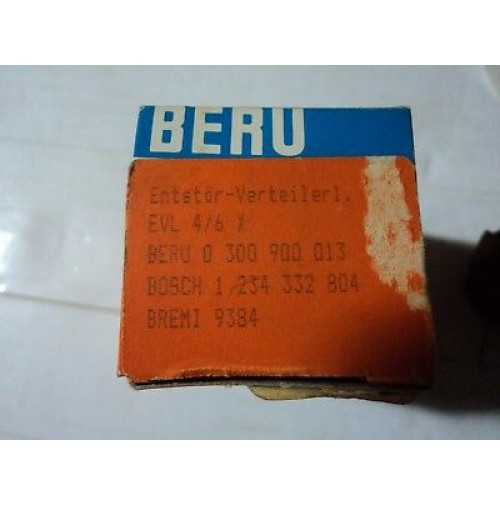 BERU
Entstör-Verteilerl.
EVL 4/6 X
BERU 0 300 900 013
BOSCH 1 234 332 804
BREMI 9384